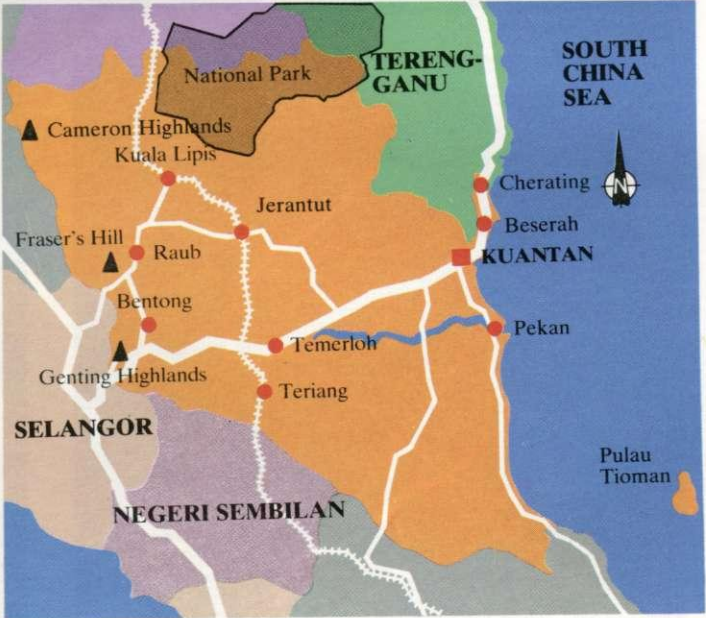 National Park
TERENG-
GANU
SOUTH
CHINA
SEA
Cameron Highlands
Kuala Lipis
N
Cherating
Jerantut
Beserah
Fraser's Hill
Raub
KUANTAN
Bentong
Pekan
Temerloh
Genting Highlands
Teriang
SELANGOR
Pulau
Tioman
NEGERI SEMBILAN